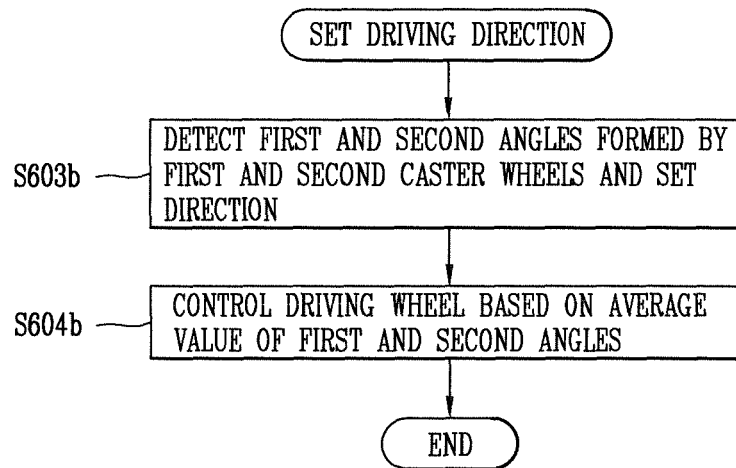 SET DRIVING DIRECTION
S603b
DETECT FIRST AND SECOND ANGLES FORMED BY
FIRST AND SECOND CASTER WHEELS AND SET
DIRECTION
S604b
CONTROL DRIVING WHEEL BASED ON AVERAGE
VALUE OF FIRST AND SECOND ANGLES
END